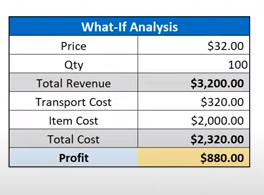 What-If Analysis
Price $32.00
Qty 100
Total Revenue $3,200.00
Transport Cost $320.00
Item Cost $2,000.00
Total Cost $2,320.00
Profit $880.00